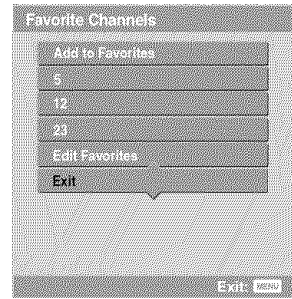 Favorite Channels
Add to Favorites
5
12
23
Edit Favorites
Exit
Exit: MENU